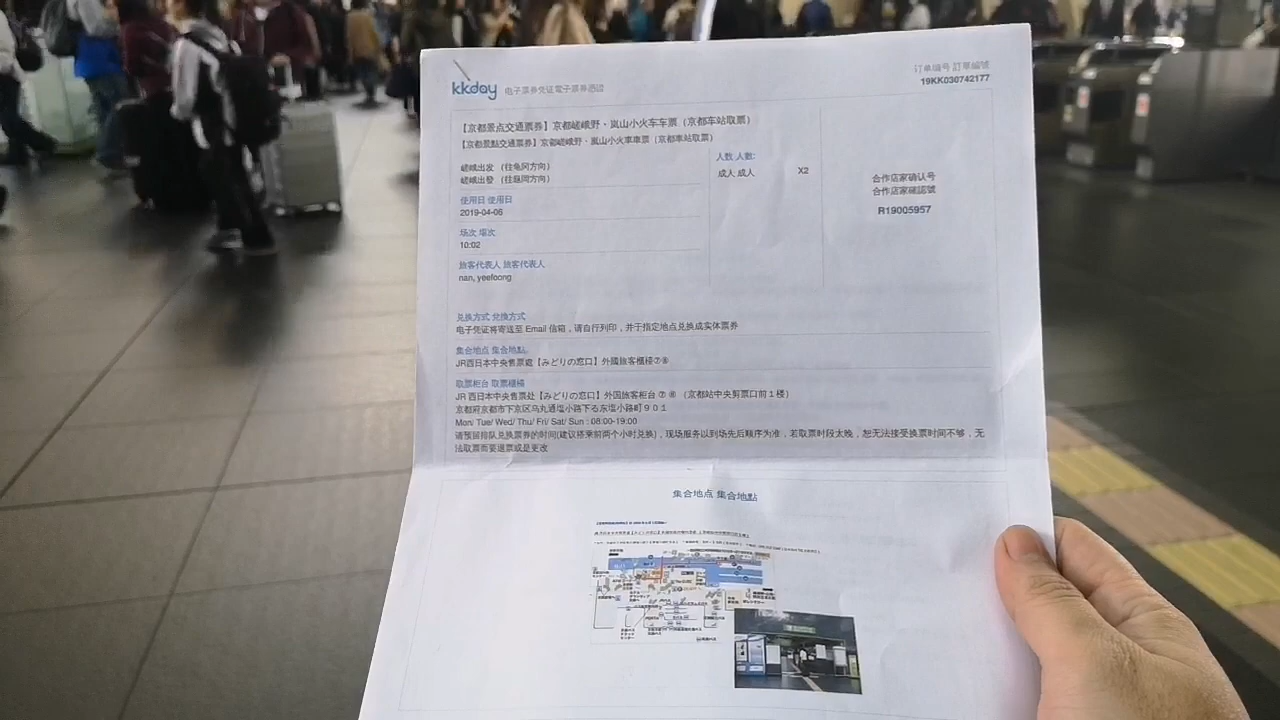 kkday 电子票券凭证電子票券憑證
订单编号 訂單編號
19KK030742177
【京都景点交通票券】京都嵯峨野・嵐山小火车车票（京都车站取票）
【京都景點交通票券】京都嵯峨野・嵐山小火車車票（京都車站取票）
嵯峨出发 （往龟冈方向）
嵯峨出發 （往龜岡方向）
使用日 使用日
2019-04-06
场次 場次
10:02
旅客代表人 旅客代表人
nan, yeefoong
人数 人數:
成人 成人 X2
合作店家确认号
合作店家確認號
R19005957
兑换方式 兌換方式
电子凭证将寄送至 Email 信箱，请自行列印，并于指定地点兑换成实体票券
集合地点 集合地點
JR西日本中央售票處【みどりの窓口】外國旅客櫃檯⑦⑧
取票柜台 取票櫃檯
JR 西日本中央售票处【みどりの窓口】外国旅客柜台 ⑦ ⑧ （京都站中央剪票口前１楼）
京都府京都市下京区乌丸通塩小路下る东塩小路町９０１
Mon/ Tue/ Wed/ Thu/ Fri/ Sat/ Sun : 08:00-19:00
请预留排队兑换票券的时间(建议搭乘前两个小时兑换)，现场服务以到场先后顺序为准，若取票时段太晚，恕无法接受换票时间不够，无
法取票而要退票或是更改
集合地点 集合地點